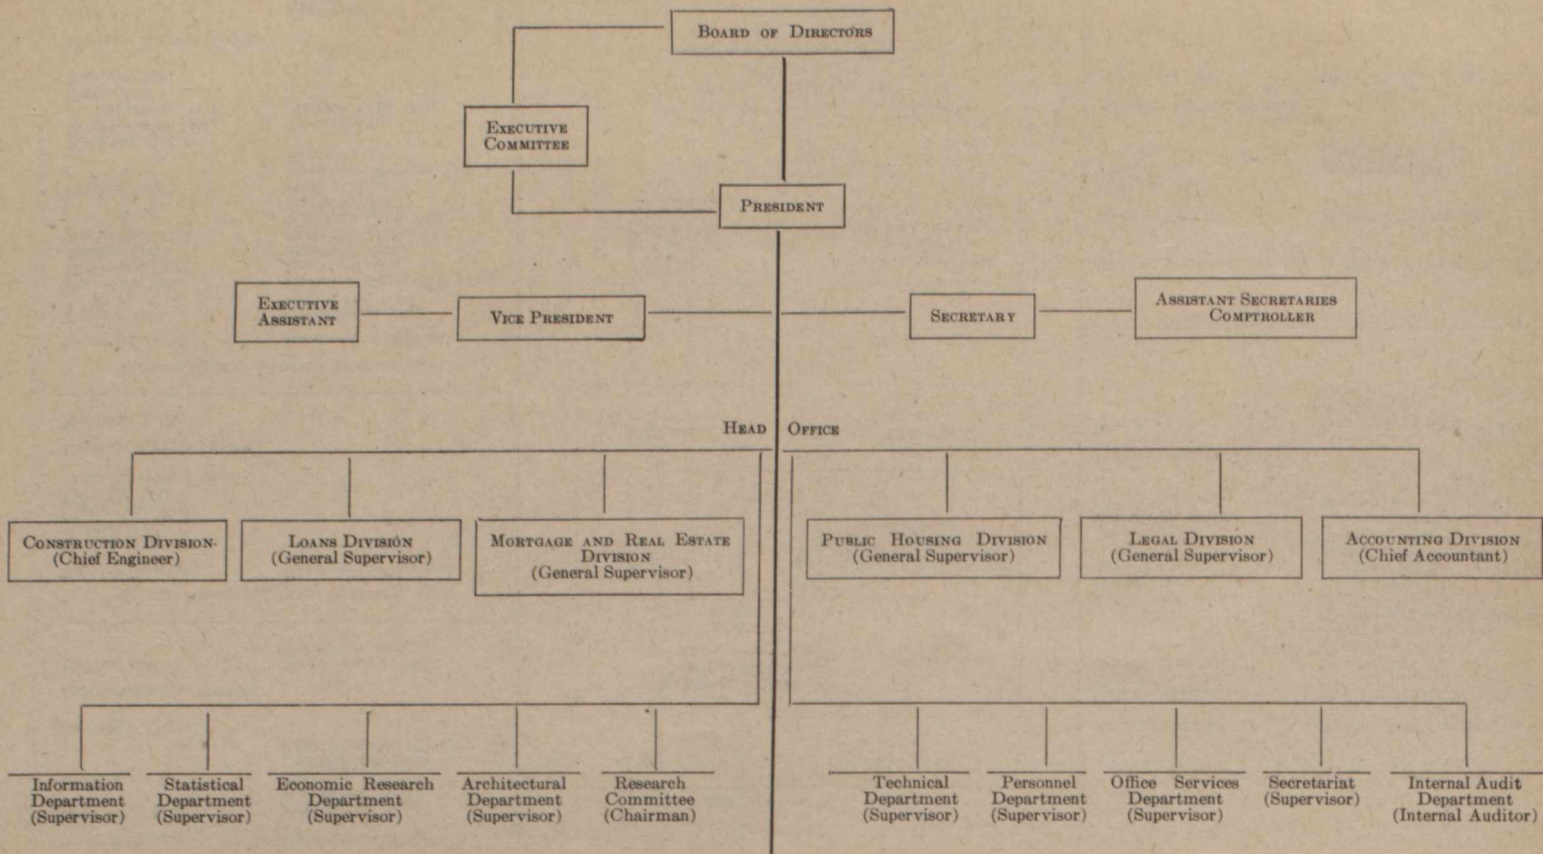 BOARD OF DIRECTORS
EXECUTIVE
COMMITTEE
PRESIDENT
EXECUTIVE
ASSISTANT
VICE PRESIDENT
SECRETARY
ASSISTANT SECRETARIES
COMPTROLLER
HEAD OFFICE
CONSTRUCTION DIVISION
(Chief Engineer)
LOANS DIVISION
(General Supervisor)
MORTGAGE AND REAL ESTATE
DIVISION
(General Supervisor)
PUBLIC HOUSING DIVISION
(General Supervisor)
LEGAL DIVISION
(General Supervisor)
ACCOUNTING DIVISION
(Chief Accountant)
Information
Department
(Supervisor)
Statistical
Department
(Supervisor)
Economic Research
Department
(Supervisor)
Architectural
Department
(Supervisor)
Research
Committee
(Chairman)
Technical
Department
(Supervisor)
Personnel
Department
(Supervisor)
Office Services
Department
(Supervisor)
Secretariat
(Supervisor)
Internal Audit
Department
(Internal Auditor)